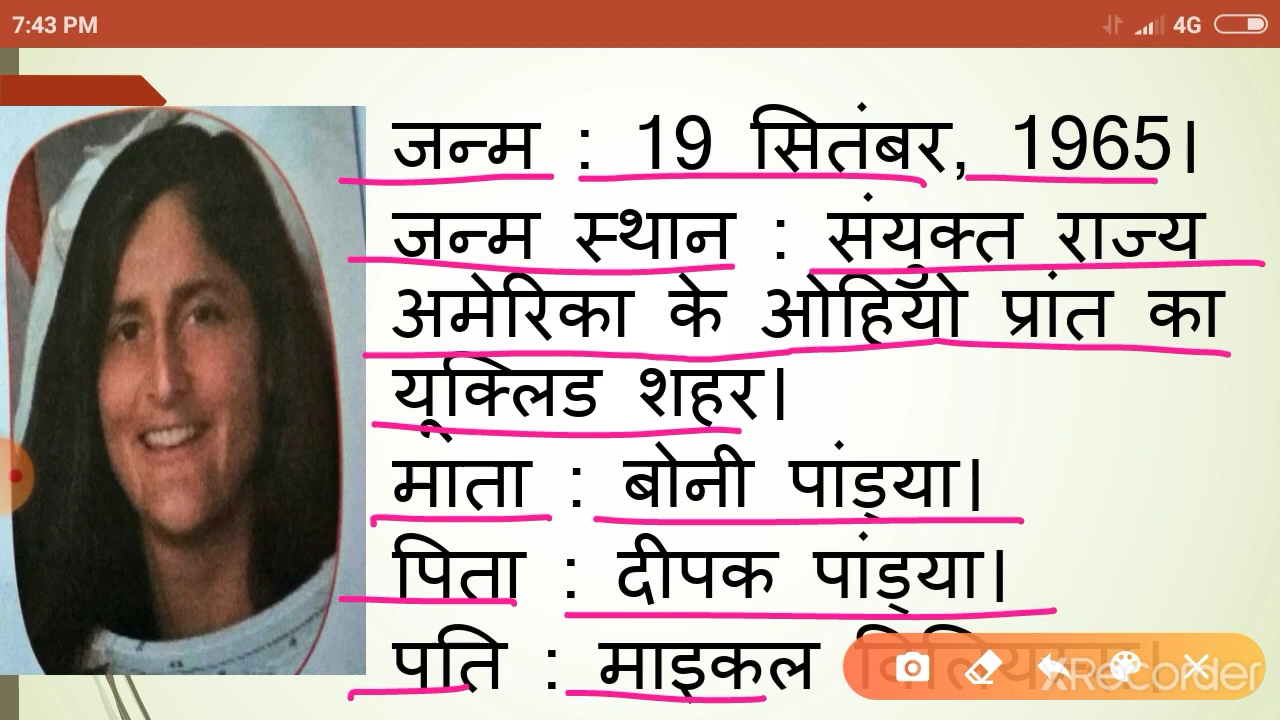 7:43 PM
4G
जन्म : 19 सितंबर, 1965।
जन्म स्थान : संयुक्त राज्य
अमेरिका के ओहियॊ प्रांत का
यूक्लिड शहर।
माता : बोनी पांड्या।
पिता : दीपक पांड्या।
पति : माइकल
XRecorder